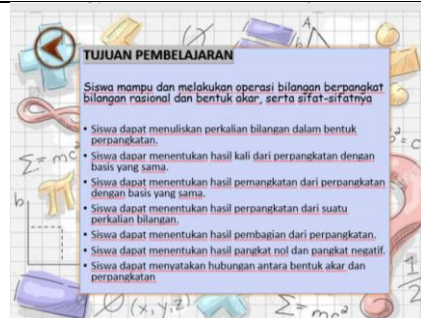 TUJUAN PEMBELAJARAN
Siswa mampu dan melakukan operasi bilangan berpangkat
bilangan rasional dan bentuk akar, serta sifat-sifatnya
• Siswa dapat menuliskan perkalian bilangan dalam bentuk
perpangkatan.
• Siswa dapar menentukan hasil kali dari perpangkatan dengan
basis yang sama.
• Siswa dapat menentukan hasil pemangkatan dari perpangkatan
dengan basis yang sama.
• Siswa dapat menentukan hasil perpangkatan dari suatu
perkalian bilangan.
• Siswa dapat menentukan hasil pembagian dari perpangkatan.
• Siswa dapat menentukan hasil pangkat nol dan pangkat negatif.
• Siswa dapat menyatakan hubungan antara bentuk akar dan
perpangkatan
A
Σ = mc
b
(x, y, z)
Σ = mc²
1
2